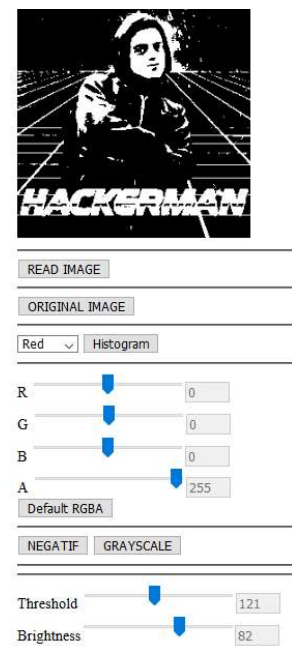 HACKERMAN
READ IMAGE
ORIGINAL IMAGE
Red Histogram
R 0
G 0
B 0
A 255
Default RGBA
NEGATIF GRAYSCALE
Threshold 121
Brightness 82